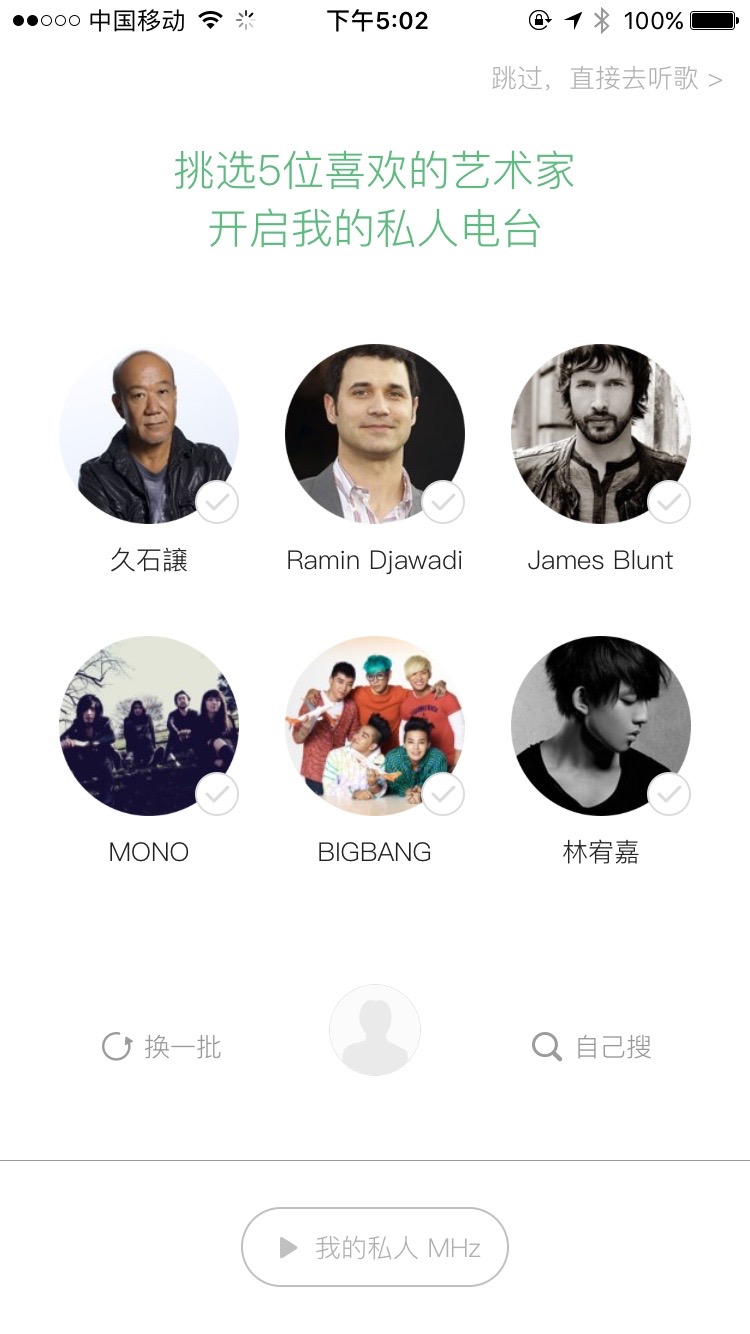 中国移动 下午5:02 100%
跳过，直接去听歌 >
挑选5位喜欢的艺术家
开启我的私人电台
久石譲 Ramin Djawadi James Blunt
MONO BIGBANG 林宥嘉
换一批 自己搜
我的私人 MHz